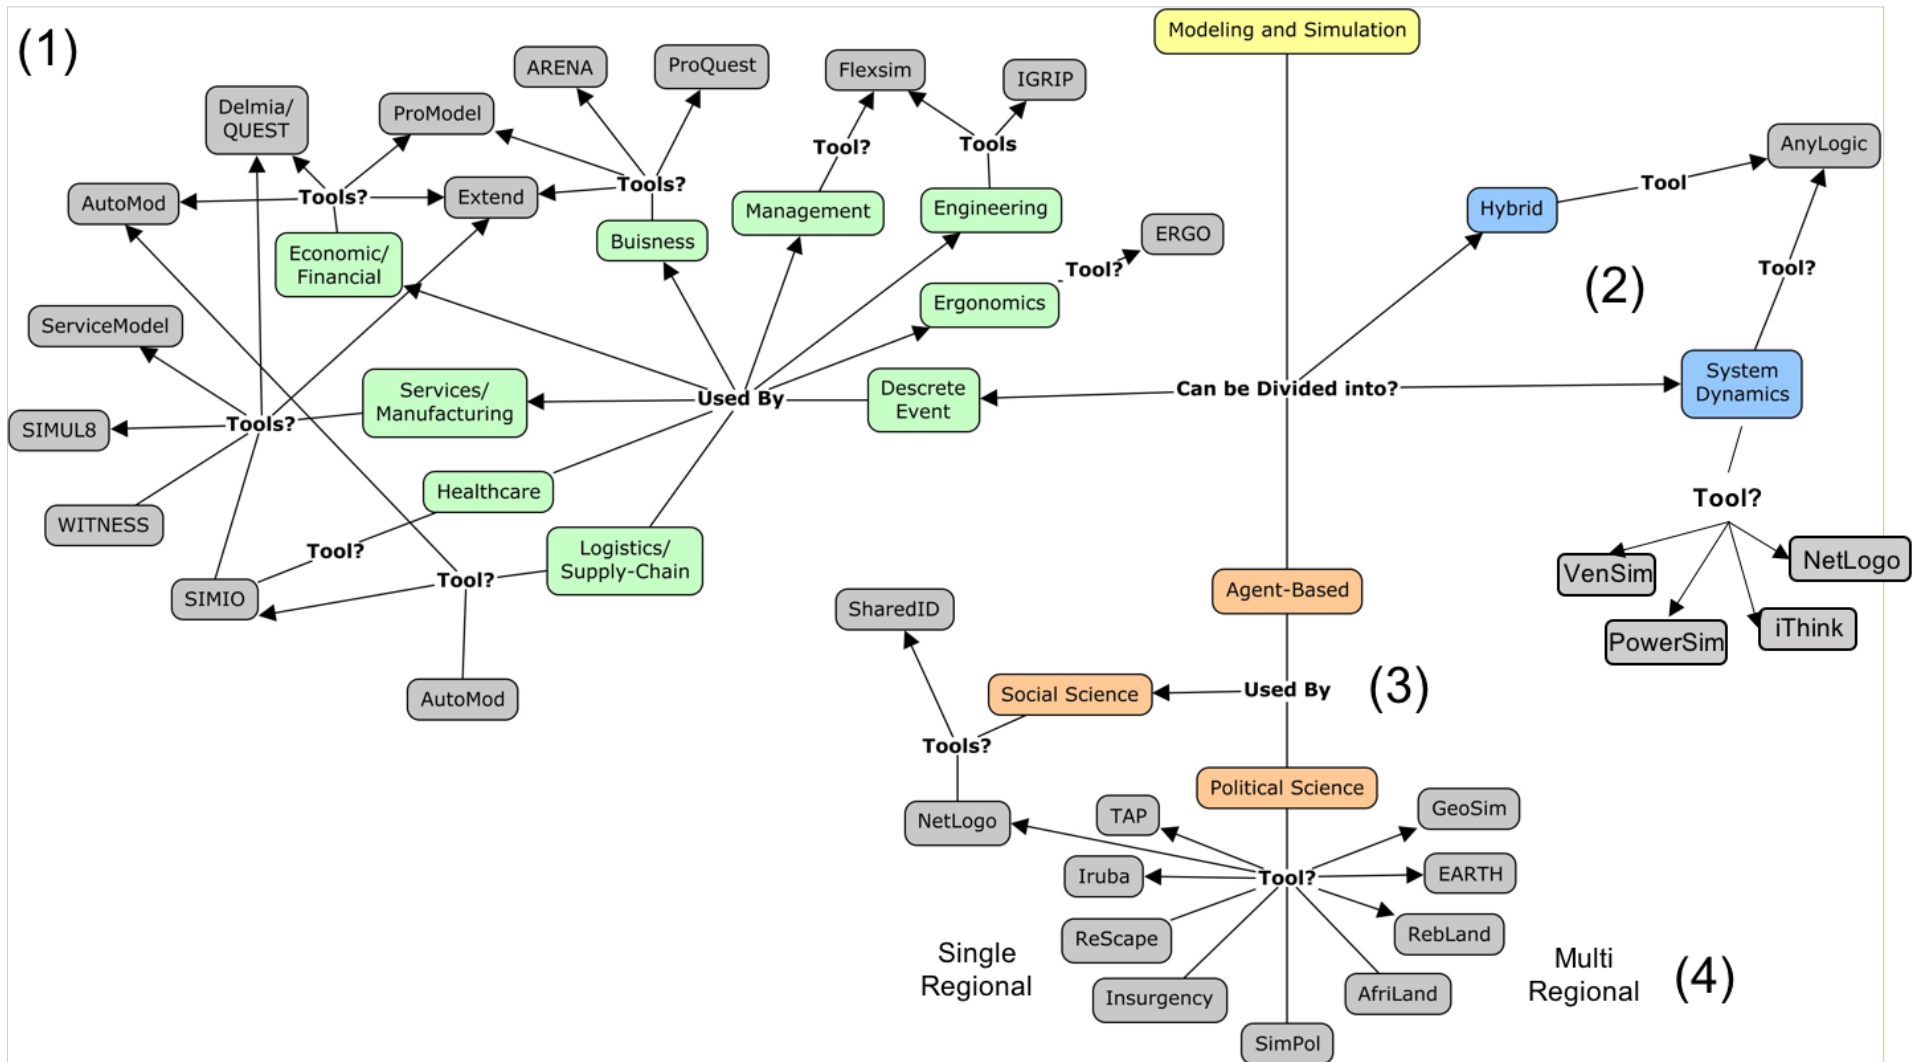 Modeling and Simulation
(1)
ARENA
ProQuest
Flexsim
IGRIP
Delmia/
QUEST
ProModel
Tool?
Tools
AnyLogic
AutoMod
Tools?
Extend
Tools?
Management
Engineering
Hybrid
Tool
Economic/
Financial
Buisness
ERGO
Tool?
Tool?
Ergonomics
(2)
ServiceModel
Services/
Manufacturing
Used By
Descrete
Event
Can be Divided into?
System
Dynamics
SIMUL8
Tools?
Healthcare
Tool?
WITNESS
Tool?
Logistics/
Supply-Chain
VenSim
NetLogo
SIMIO
Tool?
SharedID
Agent-Based
PowerSim
iThink
AutoMod
Social Science
Used By
(3)
Tools?
Political Science
NetLogo
TAP
GeoSim
Iruba
Tool?
EARTH
ReScape
RebLand
Single
Regional
Insurgency
AfriLand
Multi
Regional
(4)
SimPol